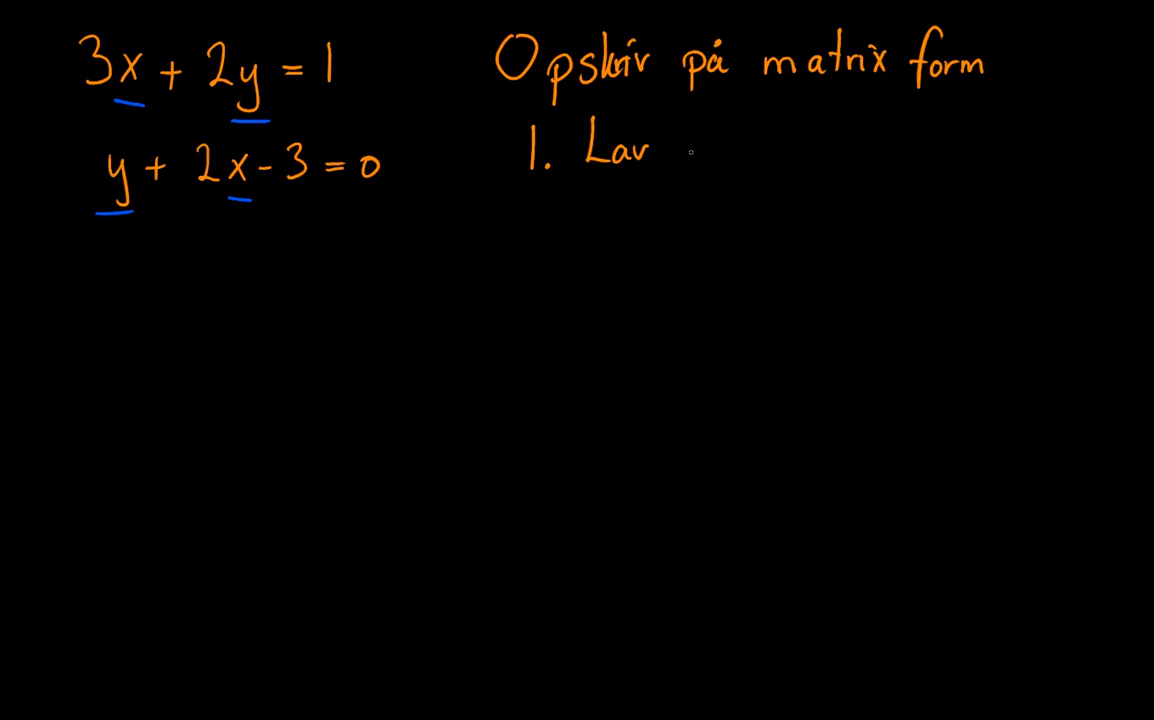 3x + 2y = 1
y + 2x - 3 = 0
Opskriv på matrix form
1. Lav